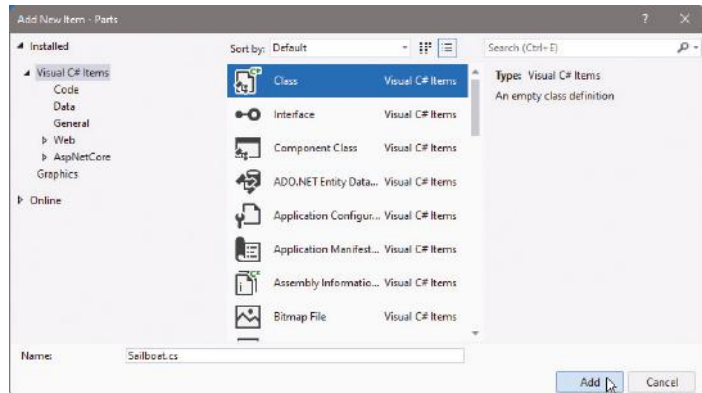 Add New Item - Parts
?
Installed
Visual C# Items
Code
Data
General
Web
AspNetCore
Graphics
Online
Sort by: Default
Search (Ctrl+E)
Class Visual C# Items
Interface Visual C# Items
Component Class Visual C# Items
ADO.NET Entity Data... Visual C# Items
Application Configur... Visual C# Items
Application Manifest... Visual C# Items
Assembly Informatio... Visual C# Items
Bitmap File Visual C# Items
Type: Visual C# Items
An empty class definition
Name: Sailboat.cs
Add Cancel